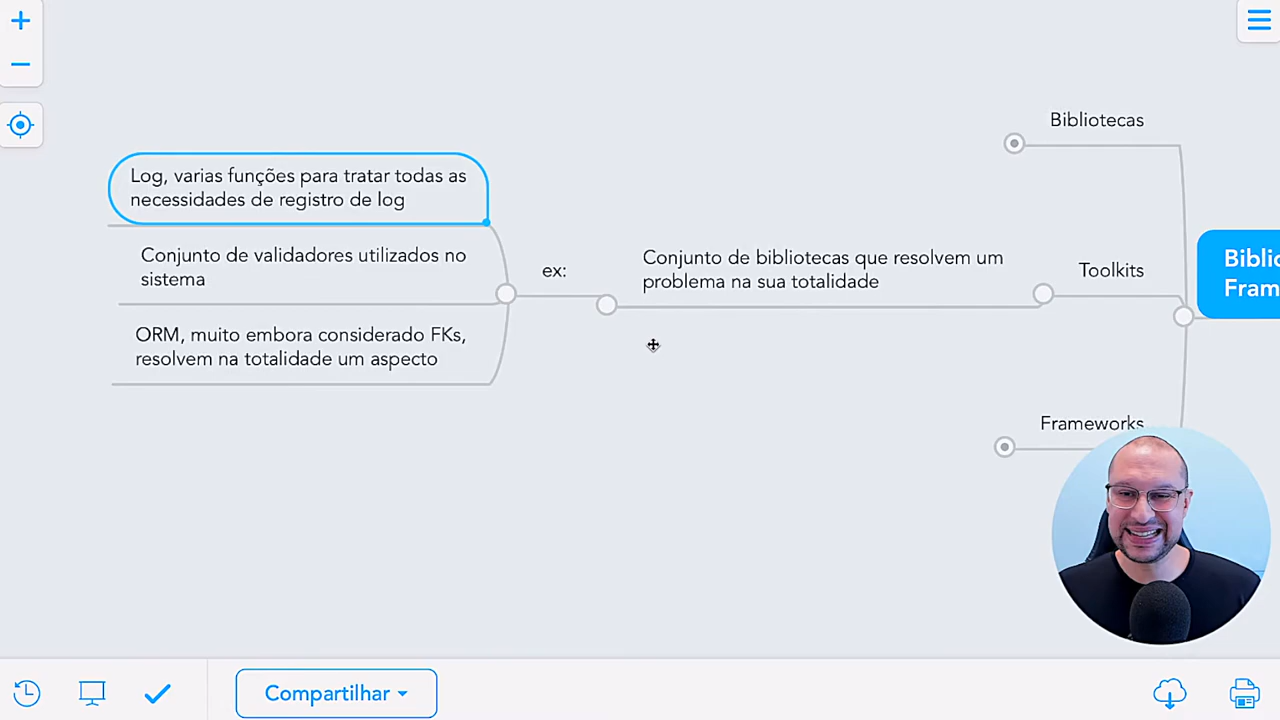 Bibliotecas
Log, varias funções para tratar todas as
necessidades de registro de log
Conjunto de validadores utilizados no
sistema
ex:
Conjunto de bibliotecas que resolvem um
problema na sua totalidade
Toolkits
Biblio
Fram
ORM, muito embora considerado FKs,
resolvem na totalidade um aspecto
Frameworks
Compartilhar